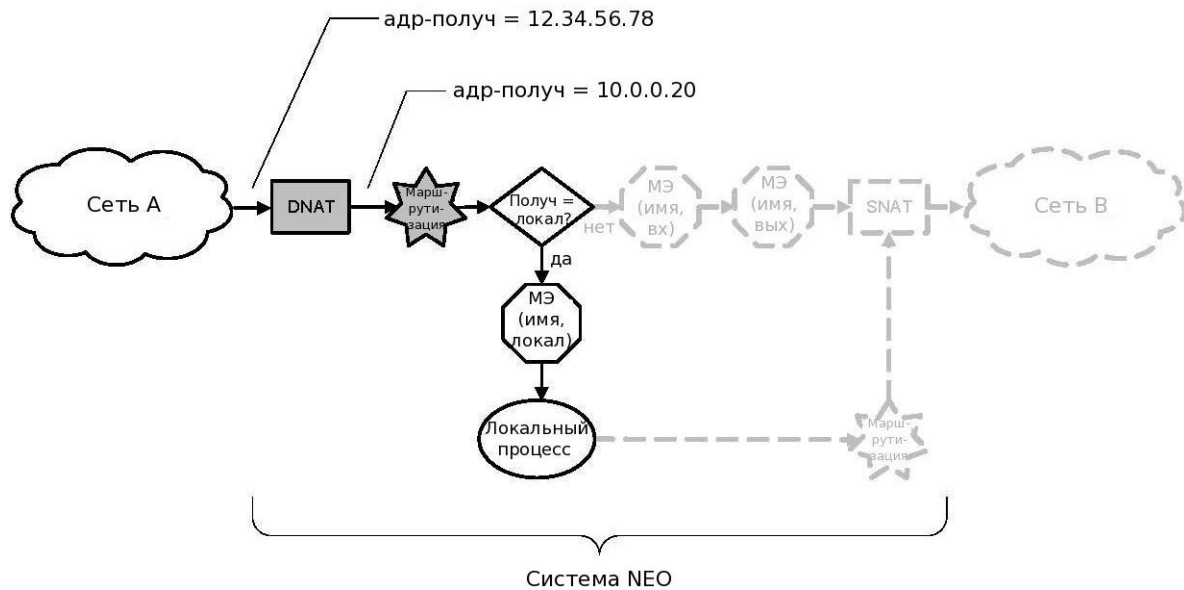 адр-получ = 12.34.56.78
адр-получ = 10.0.0.20
Сеть А
DNAT
Марш-
рути-
зация
Получ =
локал?
нет
МЭ
(имя,
вх)
МЭ
(имя,
вых)
SNAT
Сеть В
да
МЭ
(имя,
локал)
Локальный
процесс
Марш-
рути-
зация
Система NEO